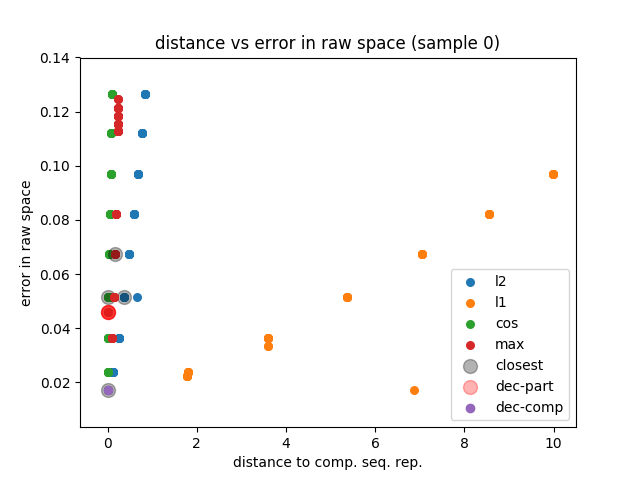 distance vs error in raw space (sample 0)
0.14
0.12
0.10
0.08
0.06
0.04
0.02
error in raw space
l2
l1
cos
max
closest
dec-part
dec-comp
0 2 4 6 8 10
distance to comp. seq. rep.